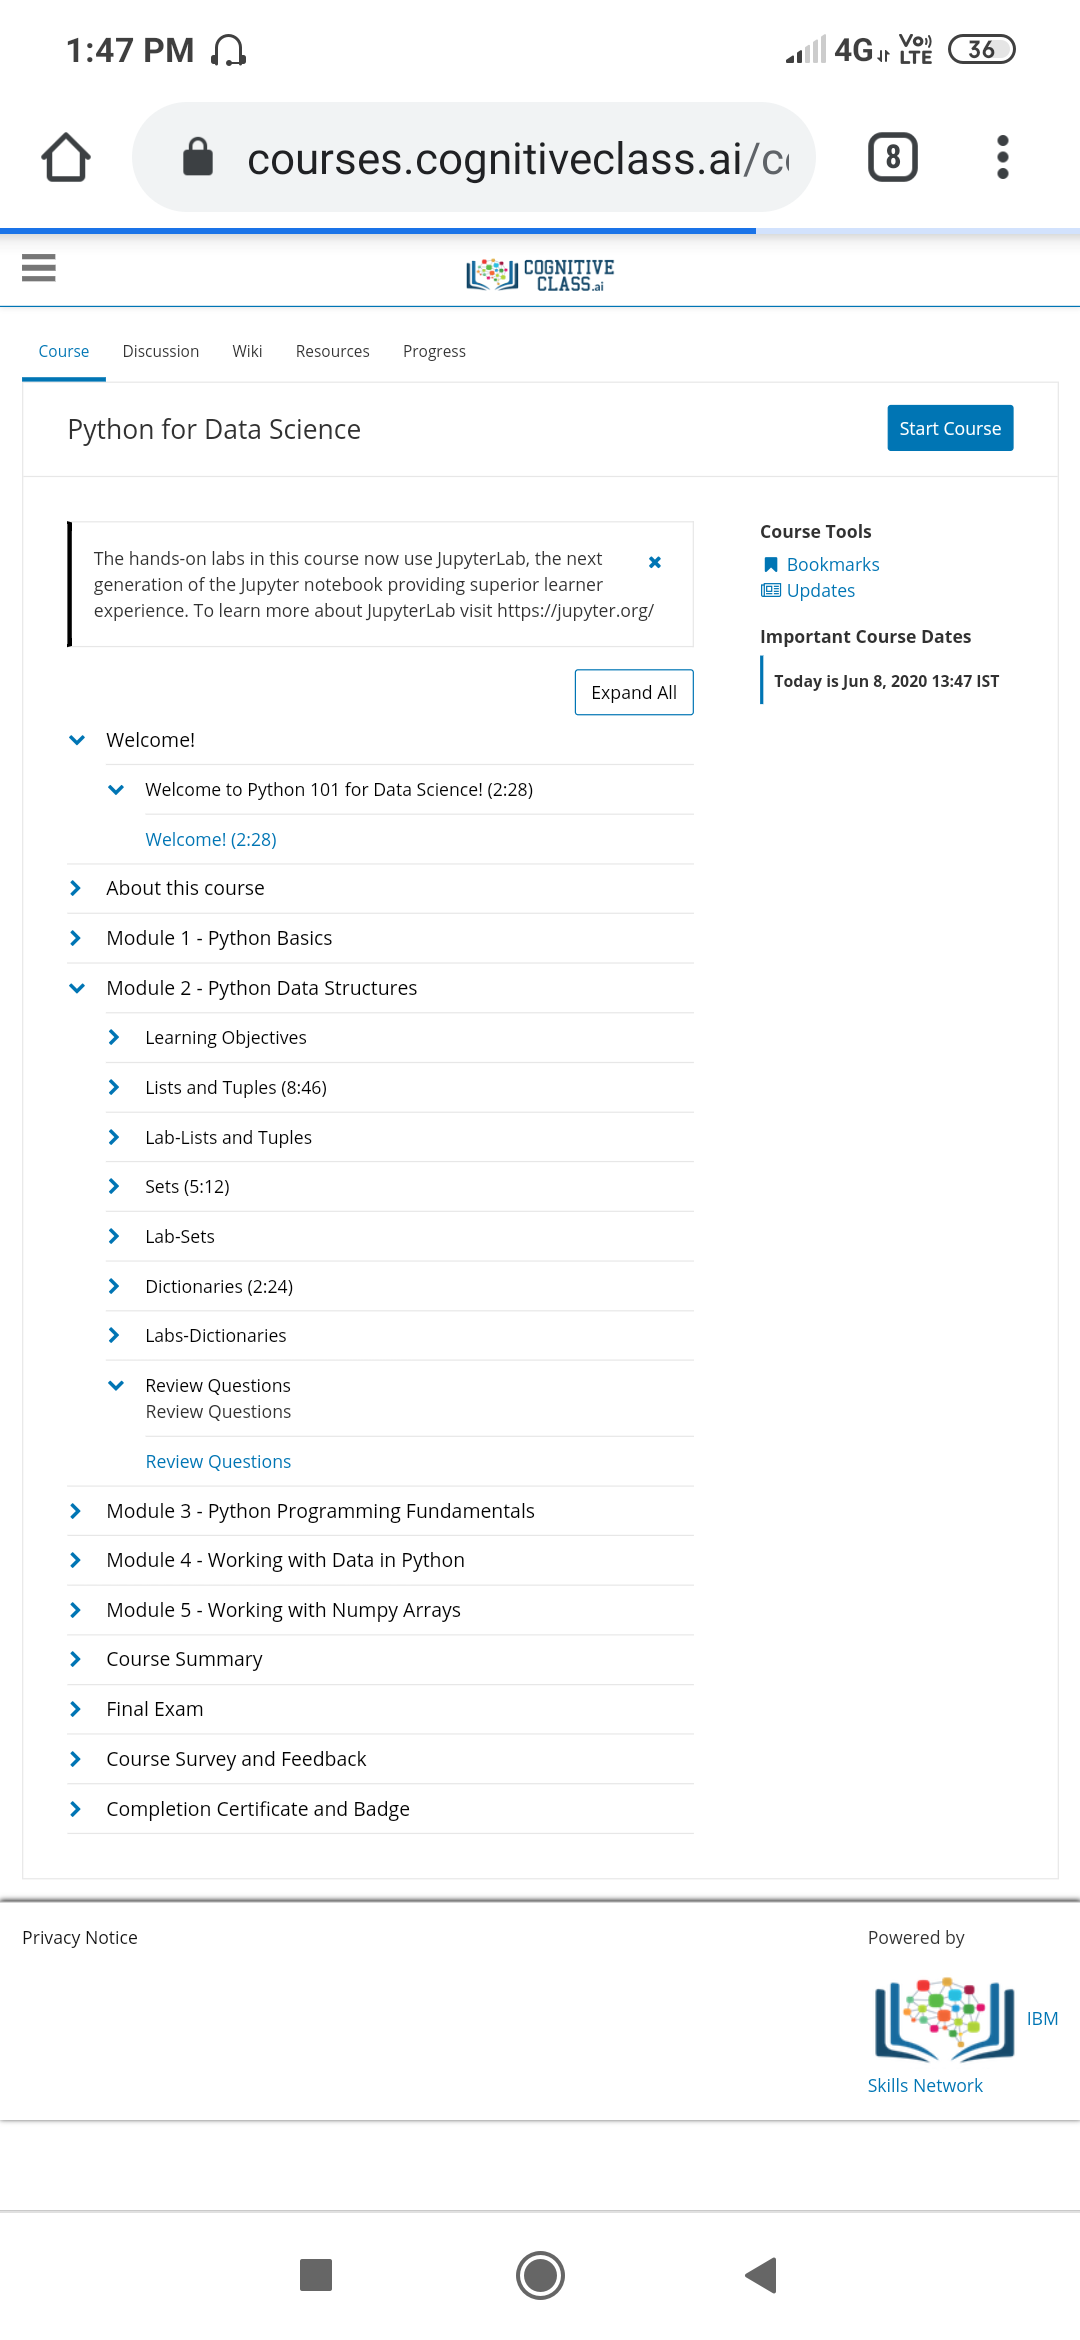 1:47 PM
4G
Vo))
LTE
36
courses.cognitiveclass.ai/c
8
COGNITIVE
CLASS.ai
Course
Discussion
Wiki
Resources
Progress
Python for Data Science
Start Course
The hands-on labs in this course now use JupyterLab, the next
generation of the Jupyter notebook providing superior learner
experience. To learn more about JupyterLab visit https://jupyter.org/
Course Tools
Bookmarks
Updates
Important Course Dates
Today is Jun 8, 2020 13:47 IST
Expand All
Welcome!
Welcome to Python 101 for Data Science! (2:28)
Welcome! (2:28)
About this course
Module 1 - Python Basics
Module 2 - Python Data Structures
Learning Objectives
Lists and Tuples (8:46)
Lab-Lists and Tuples
Sets (5:12)
Lab-Sets
Dictionaries (2:24)
Labs-Dictionaries
Review Questions
Review Questions
Review Questions
Module 3 - Python Programming Fundamentals
Module 4 - Working with Data in Python
Module 5 - Working with Numpy Arrays
Course Summary
Final Exam
Course Survey and Feedback
Completion Certificate and Badge
Privacy Notice
Powered by
IBM
Skills Network